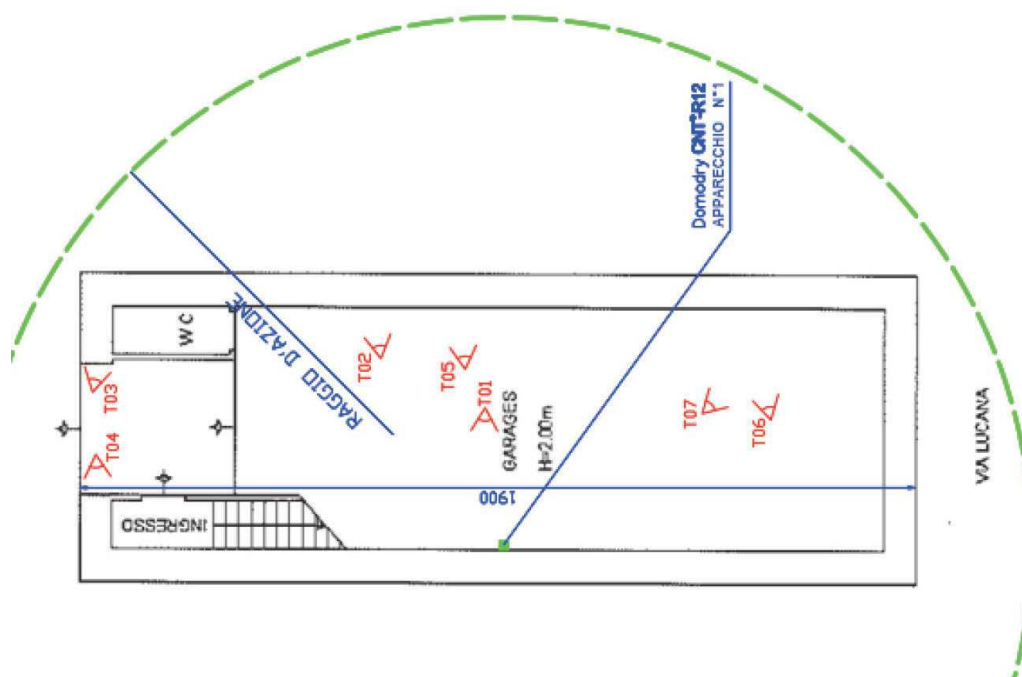 Domodry CNT®-R12
APPARECCHIO N°1
RAGGIO D'AZIONE
WC
T03
T04
T02
T05
T01
GARAGES
H=2.00m
T07
T06
1900
INGRESSO
VIA LUCANA